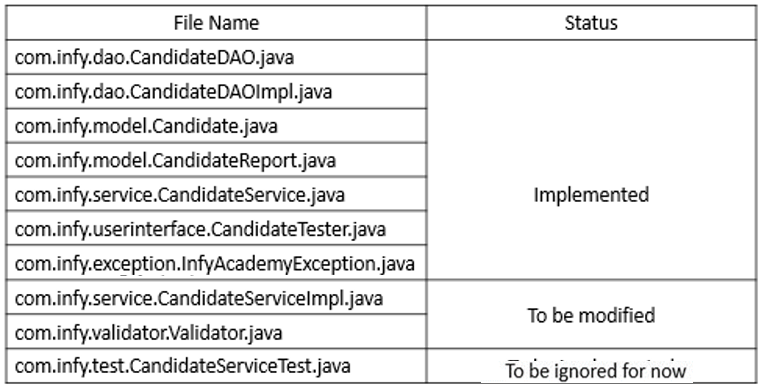 File Name Status
com.infy.dao.CandidateDAO.java
com.infy.dao.CandidateDAOImpl.java
com.infy.model.Candidate.java
com.infy.model.CandidateReport.java
com.infy.service.CandidateService.java Implemented
com.infy.userinterface.CandidateTester.java
com.infy.exception.InfyAcademyException.java
com.infy.service.CandidateServiceImpl.java
To be modified
com.infy.validator.Validator.java
com.infy.test.CandidateServiceTest.java To be ignored for now